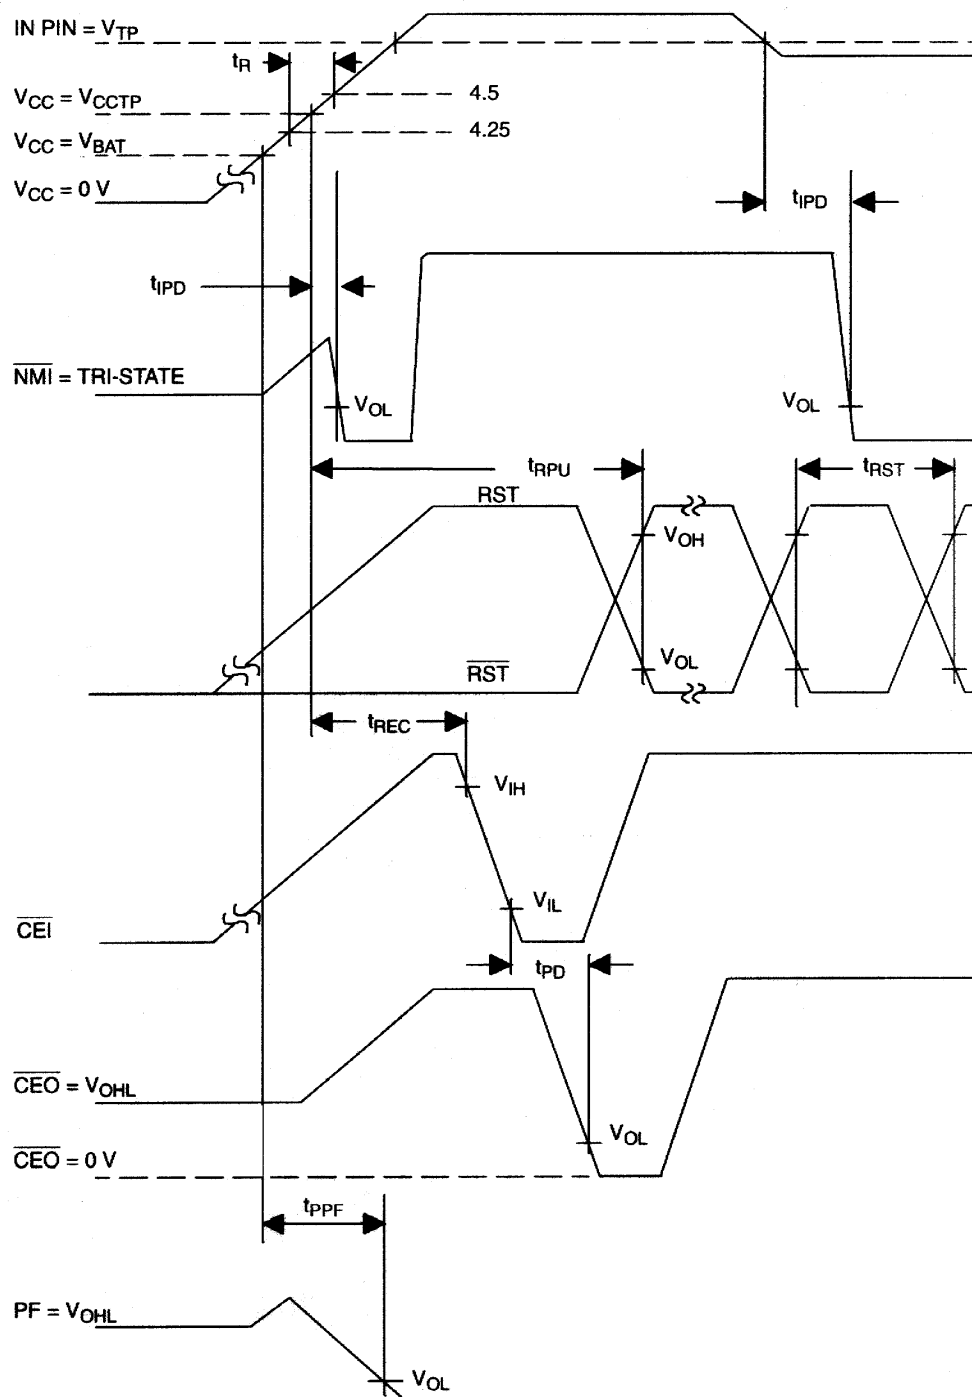 IN PIN = VTP
tR
VCC = VCCTP
4.5
VCC = VBAT
4.25
VCC = 0 V
tIPD
tIPD
NMI = TRI-STATE
VOL
VOL
tRPU
tRST
RST
VOH
VOL
RST
tREC
VIH
VIL
CEI
tPD
CEO = VOHL
VOL
CEO = 0 V
tPPF
PF = VOHL
VOL